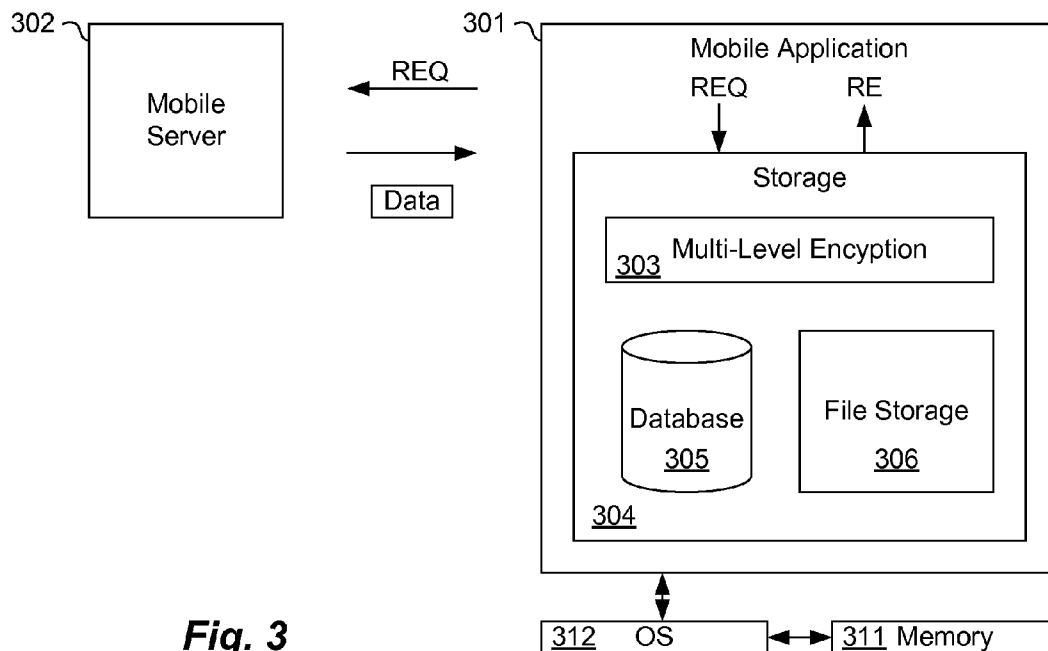 302
Mobile
Server
REQ
Data
301
Mobile Application
REQ
RE
Storage
303
Multi-Level Encyption
Database
305
File Storage
306
304
Fig. 3
312 OS
311 Memory